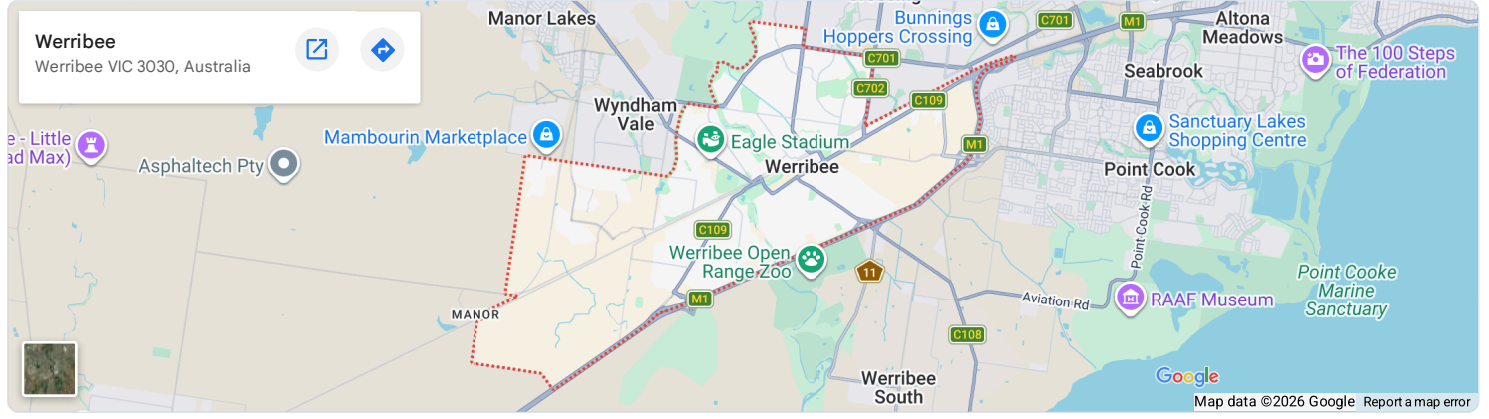 Werribee
Werribee VIC 3030, Australia
Manor Lakes
Bunnings
Hoppers Crossing
C701
M1
Altona
Meadows
C701
The 100 Steps
of Federation
Seabrook
C702
C109
Wyndham
Vale
e - Little
ad Max)
Mambourin Marketplace
Eagle Stadium
Sanctuary Lakes
Shopping Centre
M1
Asphaltech Pty
Werribee
Point Cook
Point Cook Rd
C109
Werribee Open
Range Zoo
11
Point Cooke
Marine
Sanctuary
M1
Aviation Rd
RAAF Museum
MANOR
C108
Werribee
South
Google
Map data ©2026 Google
Report a map error